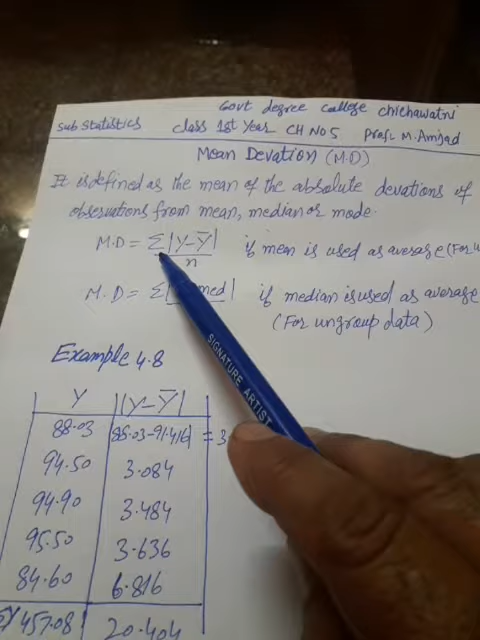 Govt degree college chichawatni
Sub Statistics class 1st Year CH No 5 Prof. M. Amjad
Mean Devation (M.D)
It is defined as the mean of the absolute devations of
observations from mean, median or mode.
M.D = Σ|Y-Ȳ| / n if mean is used as average (For
M.D = Σ| med| if median is used as average
(For ungroup data)
SIGNATURE ARTIST
Example 4.8
Y |Y-Ȳ|
88.03 |88.03-91.416| = 3
94.50 3.084
94.90 3.484
95.50 3.636
84.60 6.816
457.08 20.404